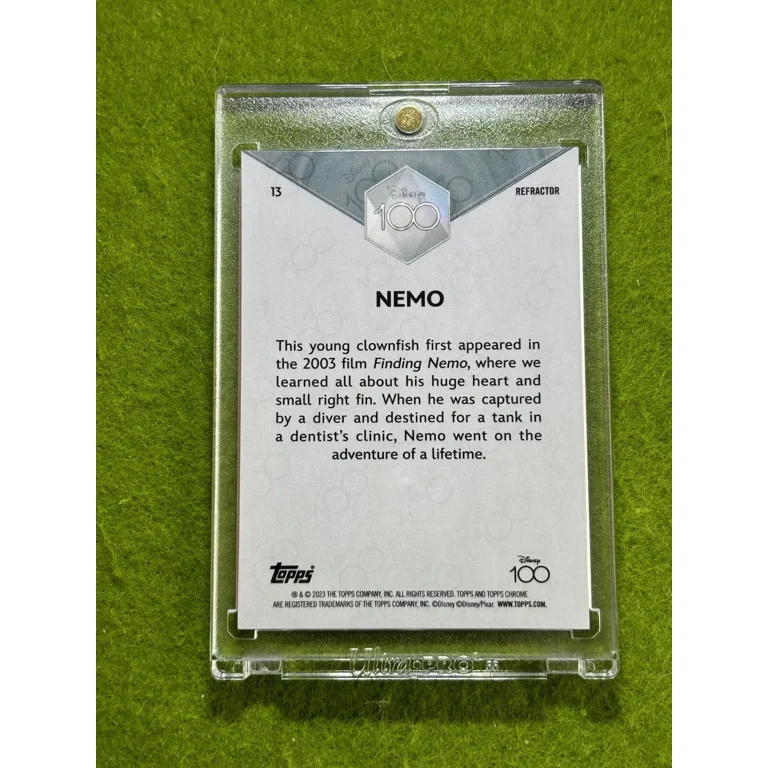 13
REFRACTOR
Disney
100
NEMO
This young clownfish first appeared in
the 2003 film Finding Nemo, where we
learned all about his huge heart and
small right fin. When he was captured
by a diver and destined for a tank in
a dentist's clinic, Nemo went on the
adventure of a lifetime.
Topps
Disney
100
® & © 2023 THE TOPPS COMPANY, INC. ALL RIGHTS RESERVED. TOPPS AND TOPPS CHROME
ARE REGISTERED TRADEMARKS OF THE TOPPS COMPANY, INC. ©Disney ©Disney/Pixar. WWW.TOPPS.COM.
Ultra•PRO